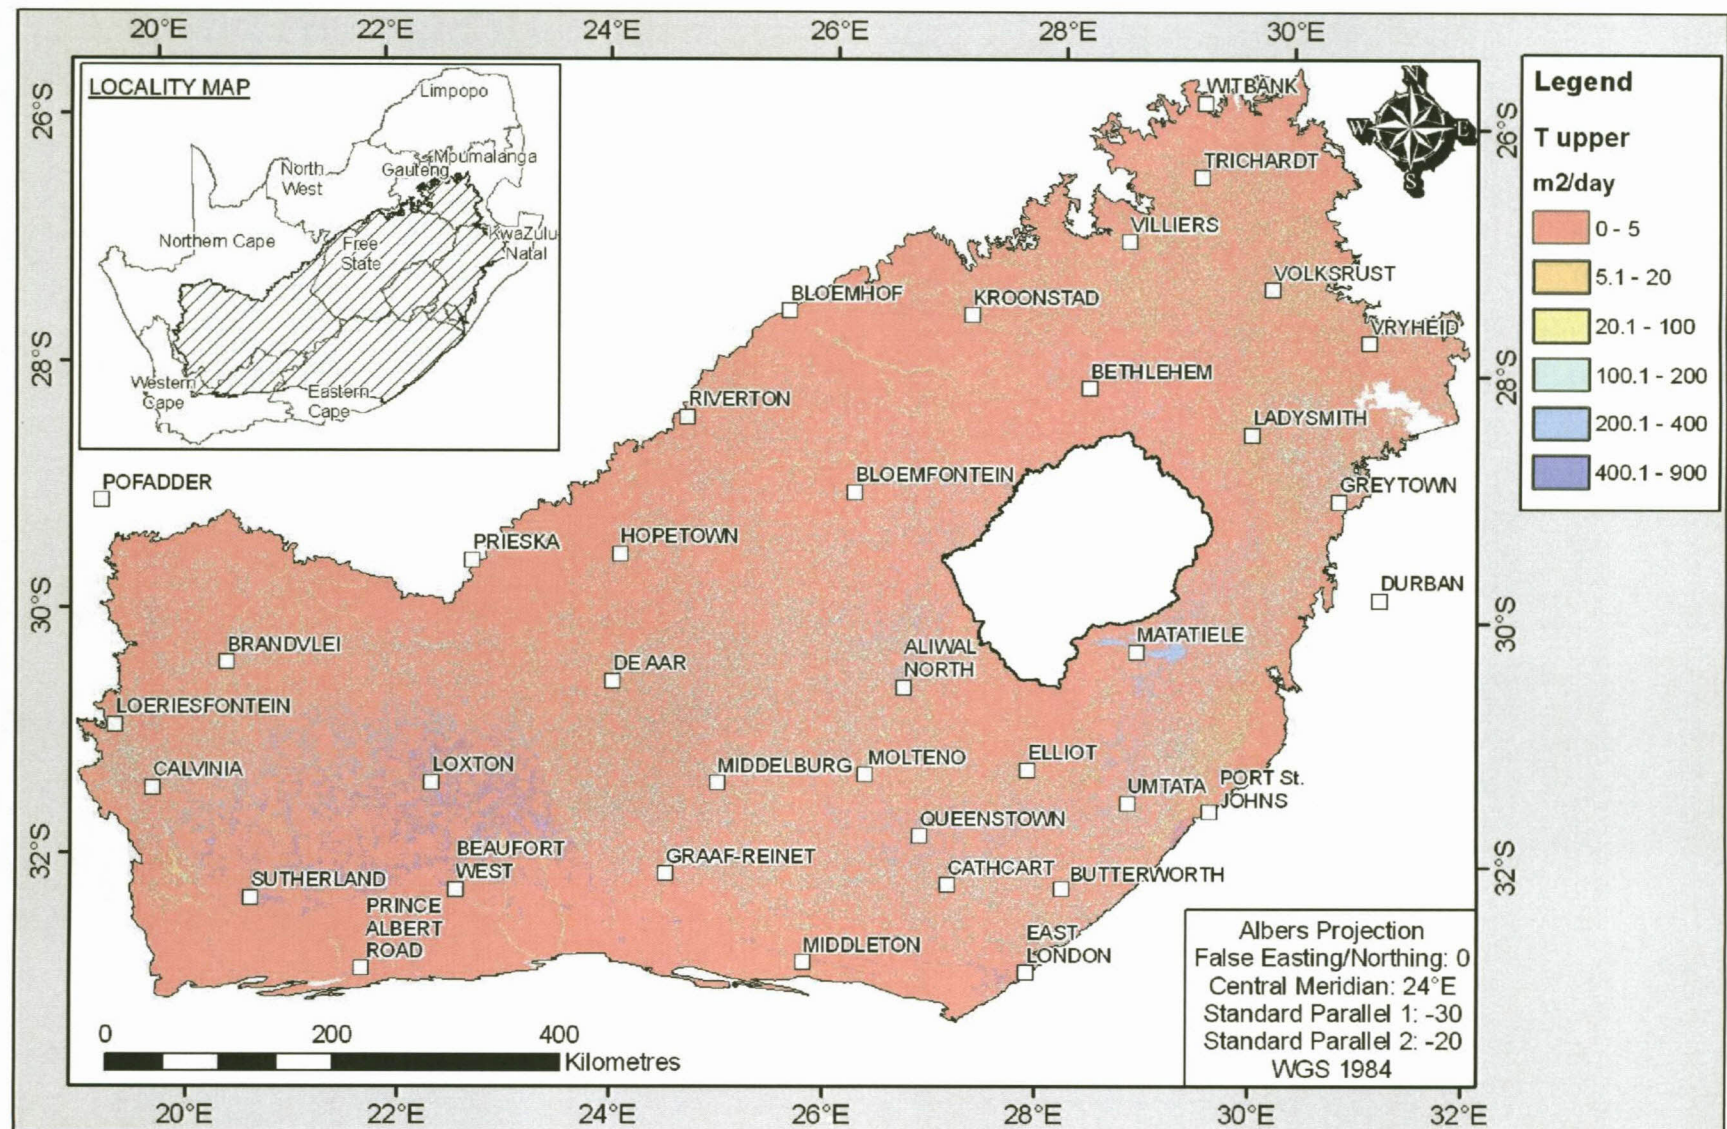 20°E 22°E 24°E 26°E 28°E 30°E
26°S
28°S
30°S
32°S
LOCALITY MAP
Limpopo
North
West
Gauteng
Mpumalanga
Northern Cape
Free
State
KwaZulu
Natal
Western
Cape
Eastern
Cape
WITBANK
TRICHARDT
VILLIERS
VOLKSRUST
BLOEMHOF
KROONSTAD
VRYHEID
BETHLEHEM
RIVERTON
LADYSMITH
POFADDER
BLOEMFONTEIN
GREYTOWN
PRIESKA
HOPETOWN
DURBAN
BRANDVLEI
DE AAR
ALIWAL
NORTH
MATATIELE
LOERIESFONTEIN
CALVINIA
LOXTON
MIDDELBURG
MOLTENO
ELLIOT
UMTATA
PORT St.
JOHNS
QUEENSTOWN
BEAUFORT
WEST
GRAAF-REINET
CATHCART
BUTTERWORTH
SUTHERLAND
PRINCE
ALBERT
ROAD
MIDDLETON
EAST
LONDON
N
W E
S
26°S
28°S
30°S
32°S
Legend
T upper
m2/day
0 - 5
5.1 - 20
20.1 - 100
100.1 - 200
200.1 - 400
400.1 - 900
Albers Projection
False Easting/Northing: 0
Central Meridian: 24°E
Standard Parallel 1: -30
Standard Parallel 2: -20
WGS 1984
0 200 400
Kilometres
20°E 22°E 24°E 26°E 28°E 30°E 32°E